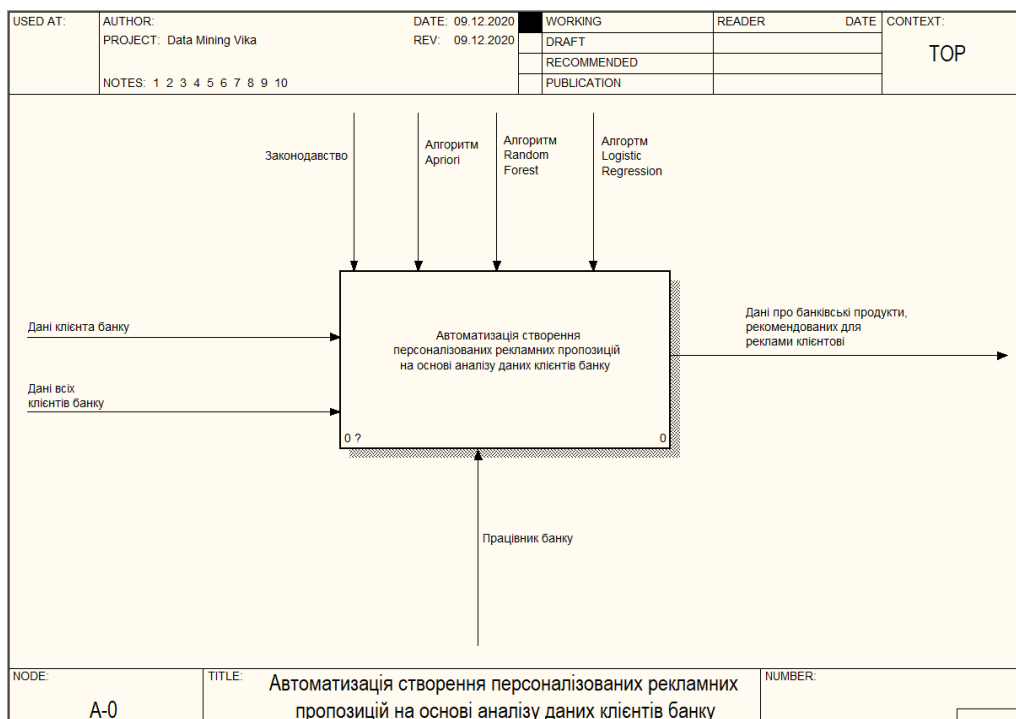 USED AT:
AUTHOR:
DATE: 09.12.2020
WORKING
READER
DATE
CONTEXT:
PROJECT: Data Mining Vika
REV: 09.12.2020
DRAFT
TOP
RECOMMENDED
NOTES: 1 2 3 4 5 6 7 8 9 10
PUBLICATION
Законодавство
Алгоритм
Apriori
Алгоритм
Random
Forest
Алгортм
Logistic
Regression
Дані клієнта банку
Дані всіх
клієнтів банку
Автоматизація створення
персоналізованих рекламних пропозицій
на основі аналізу даних клієнтів банку
0 ?
0
Дані про банківські продукти,
рекомендованих для
реклами клієнтові
Працівник банку
NODE:
A-0
TITLE:
Автоматизація створення персоналізованих рекламних
пропозицій на основі аналізу даних клієнтів банку
NUMBER: